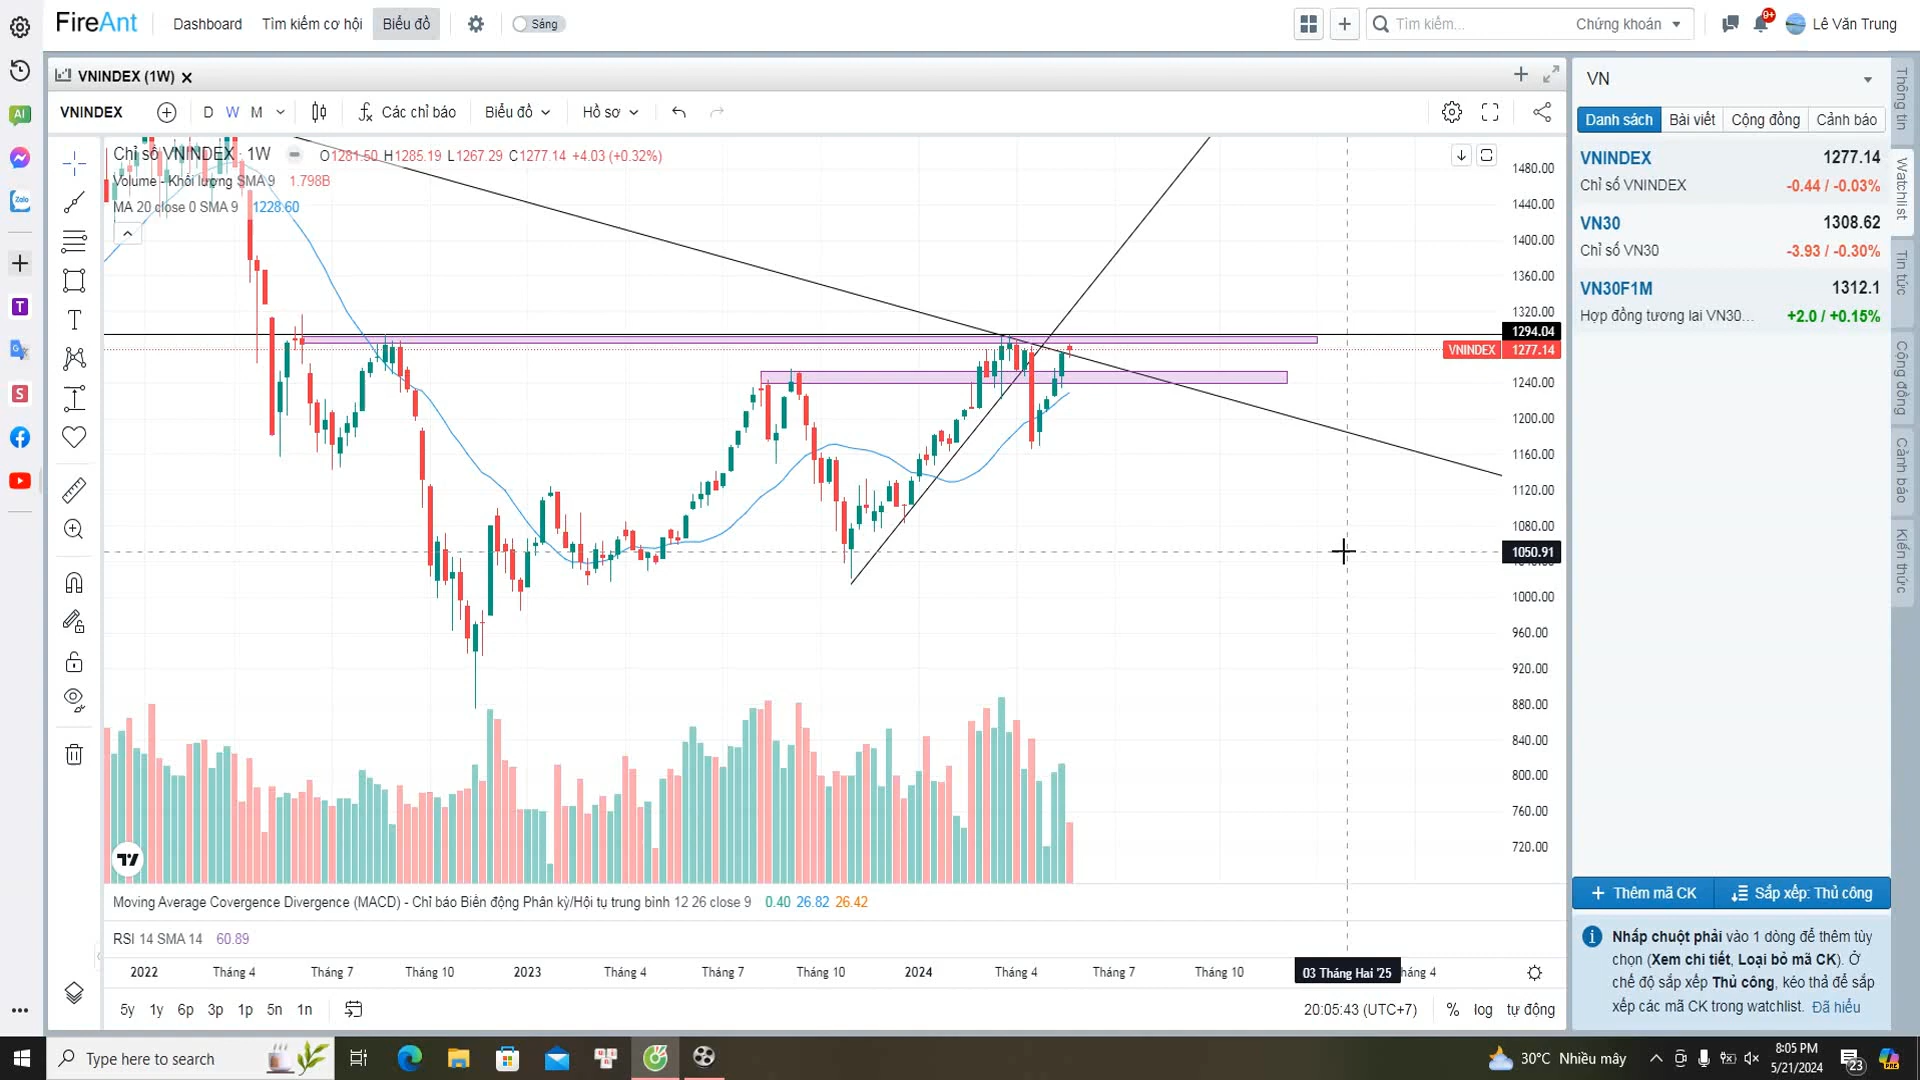 FireAnt
Dashboard
Tìm kiếm cơ hội
Biểu đồ
Sáng
Tìm kiếm...
Chứng khoán
9+
Lê Văn Trung
VNINDEX (1W)
VNINDEX
D W M
Các chỉ báo
Biểu đồ
Hồ sơ
Chỉ số VNINDEX · 1W
O1281.50 H1285.19 L1267.29 C1277.14 +4.03 (+0.32%)
Volume - Khối lượng SMA 9 1.798B
MA 20 close 0 SMA 9 1228.60
1480.00
1440.00
1400.00
1360.00
1320.00
1294.04
VNINDEX 1277.14
1240.00
1200.00
1160.00
1120.00
1080.00
1050.91
1000.00
960.00
920.00
880.00
840.00
800.00
760.00
720.00
Moving Average Covergence Divergence (MACD) - Chỉ báo Biến động Phân kỳ/Hội tụ trung bình 12 26 close 9 0.40 26.82 26.42
RSI 14 SMA 14 60.89
2022 Tháng 4 Tháng 7 Tháng 10 2023 Tháng 4 Tháng 7 Tháng 10 2024 Tháng 4 Tháng 7 Tháng 10 03 Tháng Hai '25 háng 4
5y 1y 6p 3p 1p 5n 1n
20:05:43 (UTC+7) % log tự động
VN
Danh sách Bài viết Cộng đồng Cảnh báo
VNINDEX 1277.14
Chỉ số VNINDEX -0.44 / -0.03%
VN30 1308.62
Chỉ số VN30 -3.93 / -0.30%
VN30F1M 1312.1
Hợp đồng tương lai VN30... +2.0 / +0.15%
Thêm mã CK
Sắp xếp: Thủ công
Nhấp chuột phải vào 1 dòng để thêm tùy
chọn (Xem chi tiết, Loại bỏ mã CK). Ở
chế độ sắp xếp Thủ công, kéo thả để sắp
xếp các mã CK trong watchlist. Đã hiểu
Thông tin
Watchlist
Tin tức
Cộng đồng
Cảnh báo
Kiến thức
AI
Zalo
T
S
Type here to search
30°C Nhiều mây
8:05 PM
5/21/2024
23